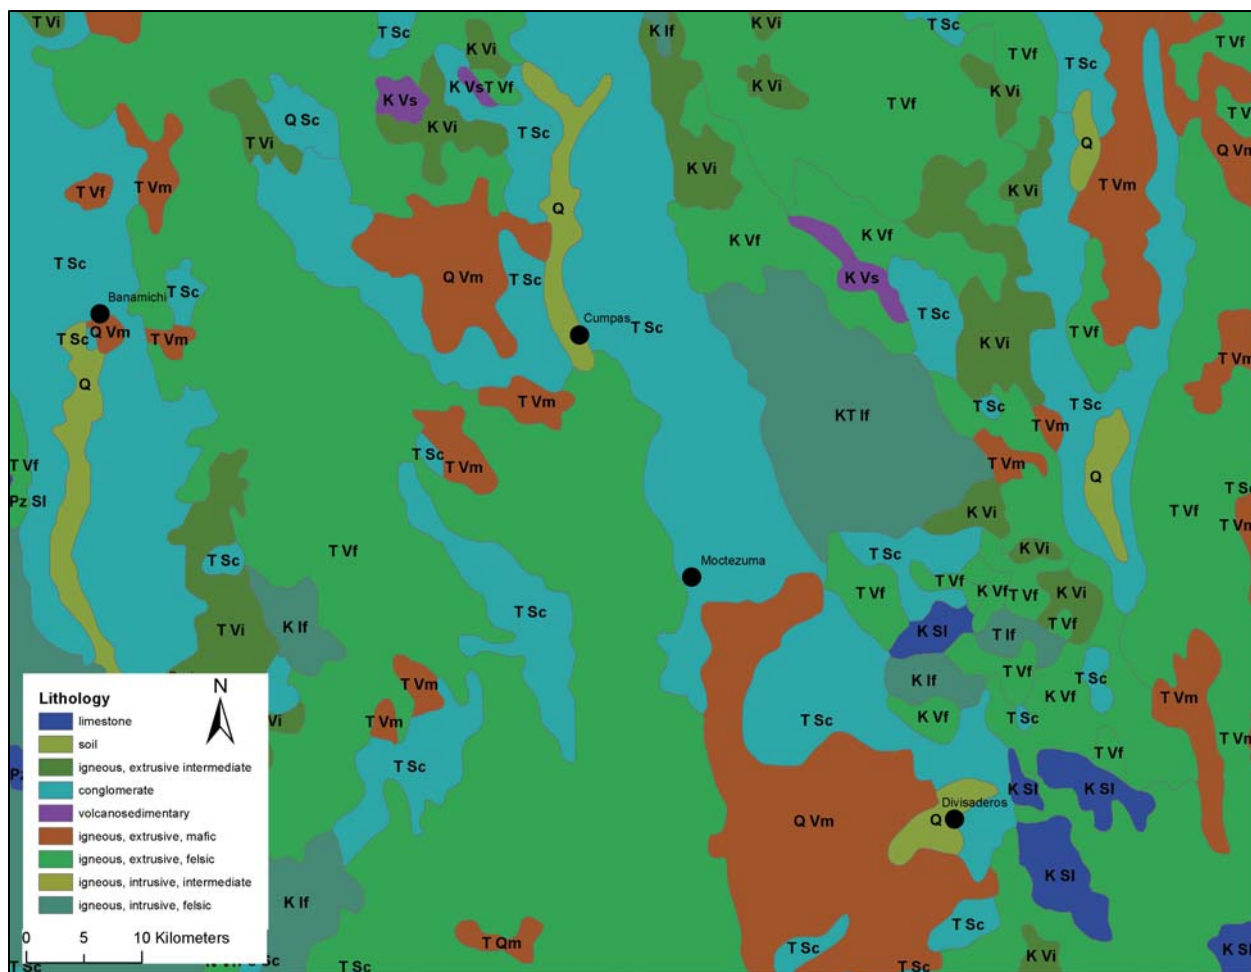 T Vi
T Sc
K Vi
K If
K Vi
T Sc
T Vf
T Vf
T Sc
K Vs
K Vs
T Vf
K Vi
T Vf
K Vi
Q Sc
K Vi
T Sc
Q
T Vi
Q Vm
T Vf
T Vm
K Vi
K Vi
T Vm
Q
K Vf
K Vf
T Sc
Q Vm
T Sc
K Vs
T Sc
Banamichi
T Sc
Cumpas
T Sc
T Sc
Q Vm
T Vm
K Vi
T Vf
T Vm
Q
T Vm
T Sc
T Sc
KT If
T Vm
T Sc
T Vm
T Vf
T Vm
Q
Pz Sl
K Vi
T Vf
T Vf
T Sc
K Vi
T Sc
Moctezuma
T Vf
T Vf
K Vf
T Vf
K Vi
T Sc
T Vi
K If
K Sl
T If
T Vf
T Vm
K If
T Vf
T Sc
K Vf
T Vm
T Vm
Vi
T Sc
K Vf
T Sc
T Vm
T Sc
T Vf
K Sl
K Sl
Divisaderos
Q Vm
Q
K Sl
K If
T Sc
T Qm
T Sc
K Sl
T Sc
T Sc
T Sc
K Vi
Lithology
N
limestone
soil
igneous, extrusive intermediate
conglomerate
volcanosedimentary
igneous, extrusive, mafic
igneous, extrusive, felsic
igneous, intrusive, intermediate
igneous, intrusive, felsic
0 5 10 Kilometers